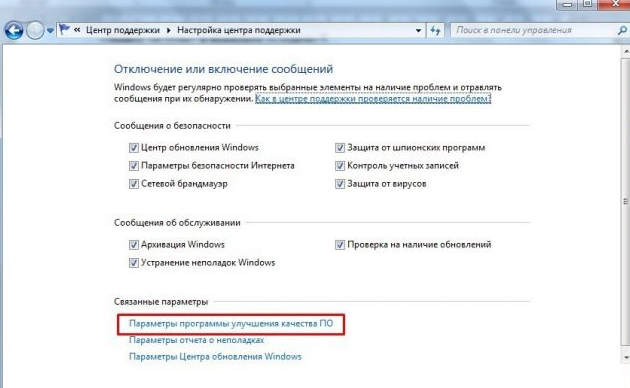 « Центр поддержки ▸ Настройка центра поддержки
Поиск в панели управления
Отключение или включение сообщений
Windows будет регулярно проверять выбранные элементы на наличие проблем и отравлять
сообщения при их обнаружении. Как в центре поддержки проверяется наличие проблем?
Сообщения о безопасности
Центр обновления Windows
Защита от шпионских программ
Параметры безопасности Интернета
Контроль учетных записей
Сетевой брандмауэр
Защита от вирусов
Сообщения об обслуживании
Архивация Windows
Проверка на наличие обновлений
Устранение неполадок Windows
Связанные параметры
Параметры программы улучшения качества ПО
Параметры отчета о неполадках
Параметры Центра обновления Windows